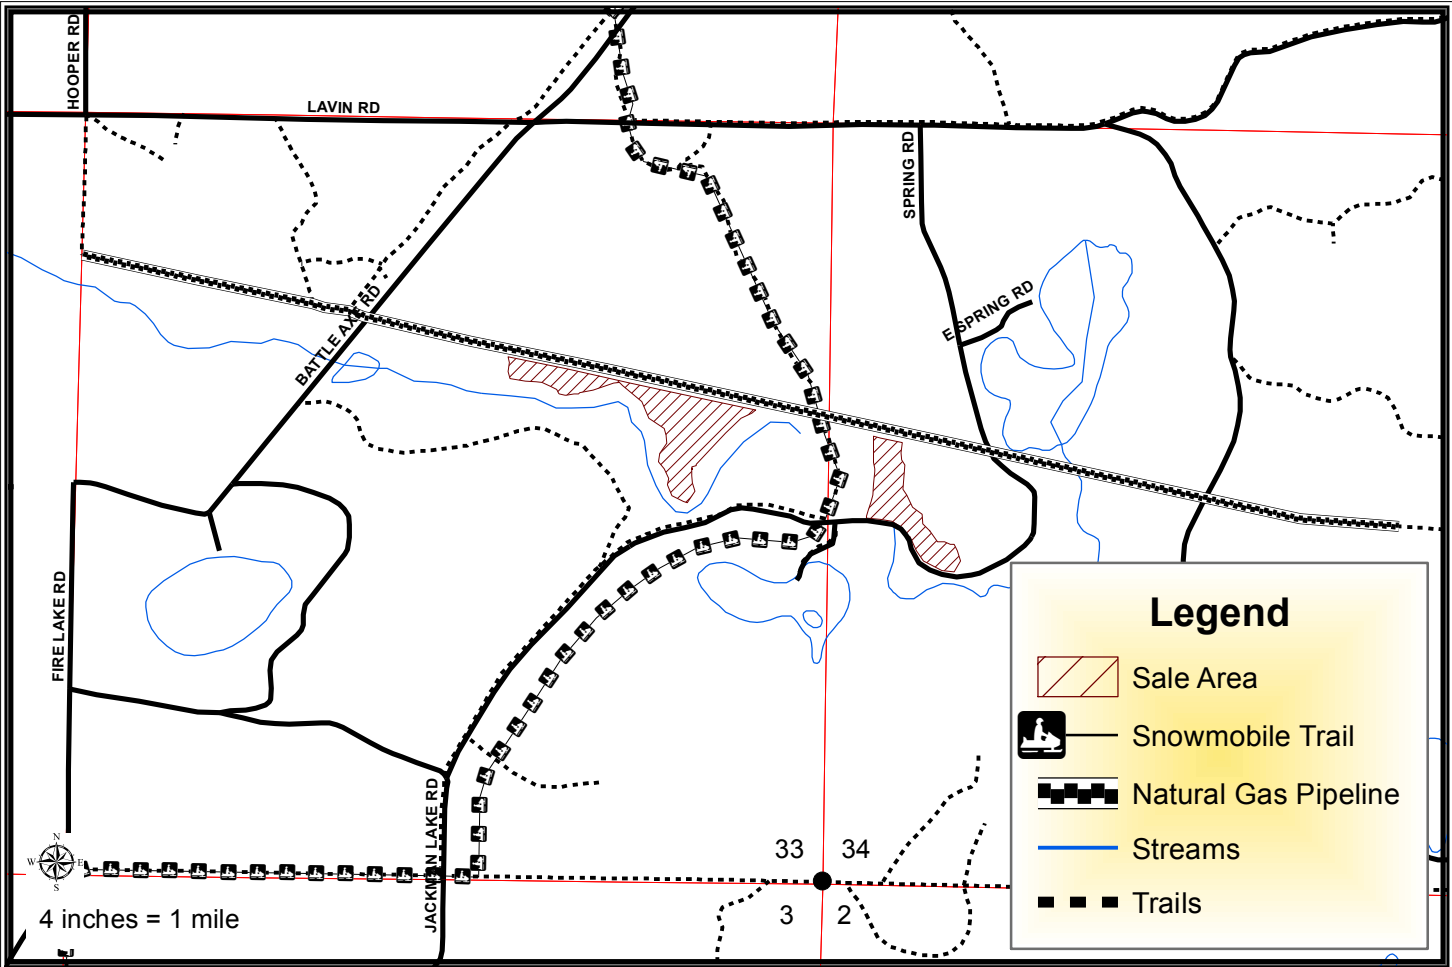 HOOPER RD
LAVIN RD
SPRING RD
E SPRING RD
BATTLE AXE RD
FIRE LAKE RD
JACKMAN LAKE RD
Legend
Sale Area
Snowmobile Trail
Natural Gas Pipeline
Streams
Trails
33 34
3 2
N
W E
S
4 inches = 1 mile